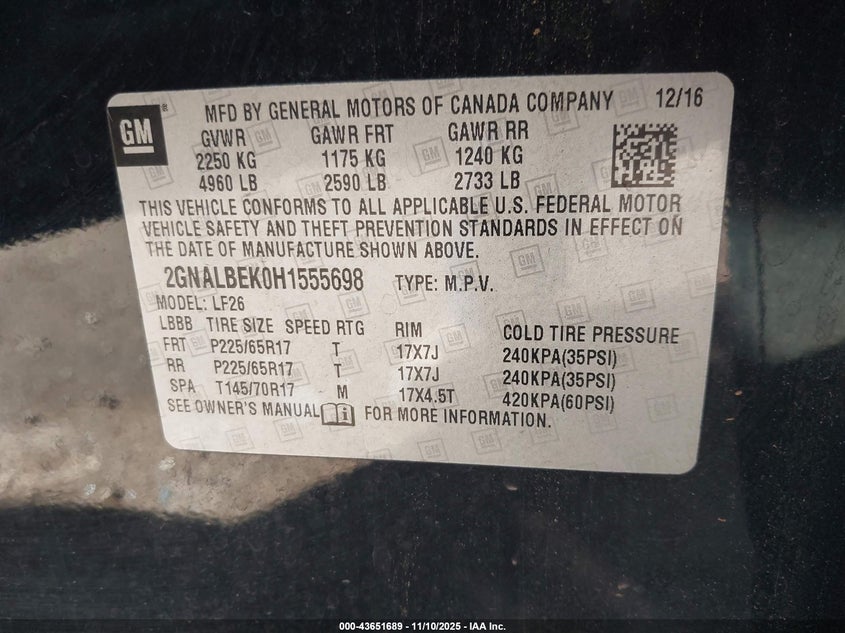 GM
MFD BY GENERAL MOTORS OF CANADA COMPANY 12/16
GVWR GAWR FRT GAWR RR
2250 KG 1175 KG 1240 KG
4960 LB 2590 LB 2733 LB
THIS VEHICLE CONFORMS TO ALL APPLICABLE U.S. FEDERAL MOTOR
VEHICLE SAFETY AND THEFT PREVENTION STANDARDS IN EFFECT ON
THE DATE OF MANUFACTURE SHOWN ABOVE.
2GNALBEK0H1555698 TYPE: M.P.V.
MODEL: LF26
LBBB TIRE SIZE SPEED RTG RIM COLD TIRE PRESSURE
FRT P225/65R17 T 17X7J 240KPA(35PSI)
RR P225/65R17 T 17X7J 240KPA(35PSI)
SPA T145/70R17 M 17X4.5T 420KPA(60PSI)
SEE OWNER'S MANUAL FOR MORE INFORMATION.
000-43651689 - 11/10/2025 - IAA Inc.